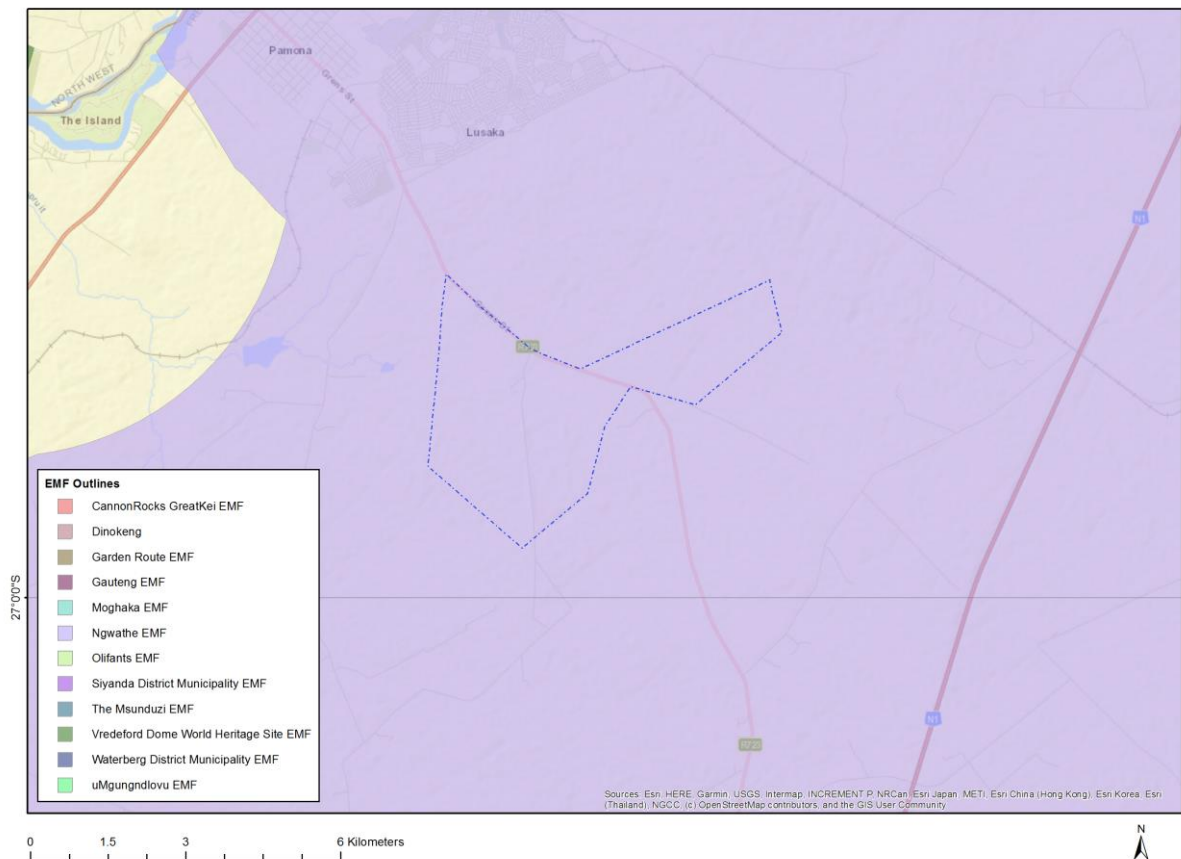 Pamona
Grens St
NORTH WEST
The Island
Lusaka
N1
Grens St
27°0'0"S
EMF Outlines
CannonRocks GreatKei EMF
Dinokeng
Garden Route EMF
Gauteng EMF
Moghaka EMF
Ngwathe EMF
Olifants EMF
Siyanda District Municipality EMF
The Msunduzi EMF
Vredeford Dome World Heritage Site EMF
Waterberg District Municipality EMF
uMgungndlovu EMF
N1
Sources: Esri, HERE, Garmin, USGS, Intermap, INCREMENT P, NRCan, Esri Japan, METI, Esri China (Hong Kong), Esri Korea, Esri
(Thailand), NGCC, (c) OpenStreetMap contributors, and the GIS User Community
0 1.5 3 6 Kilometers
N